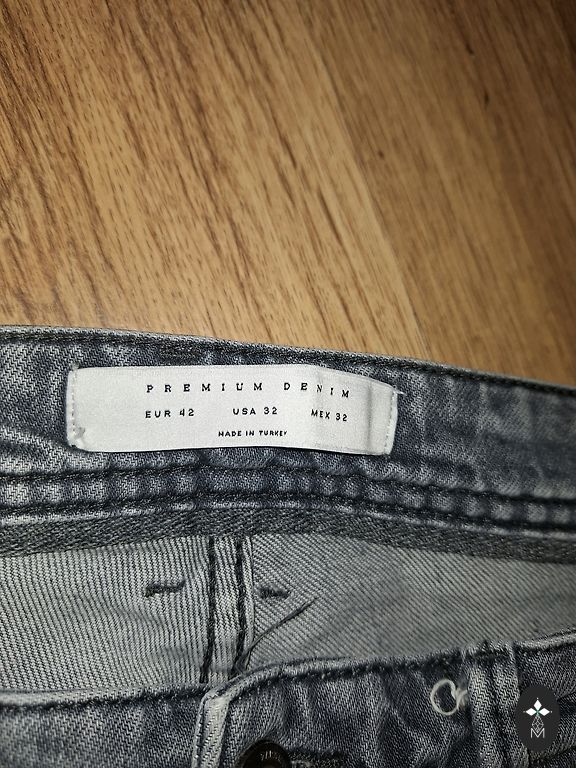 PREMIUM DENIM
EUR 42 USA 32 MEX 32
MADE IN TURKEY
M